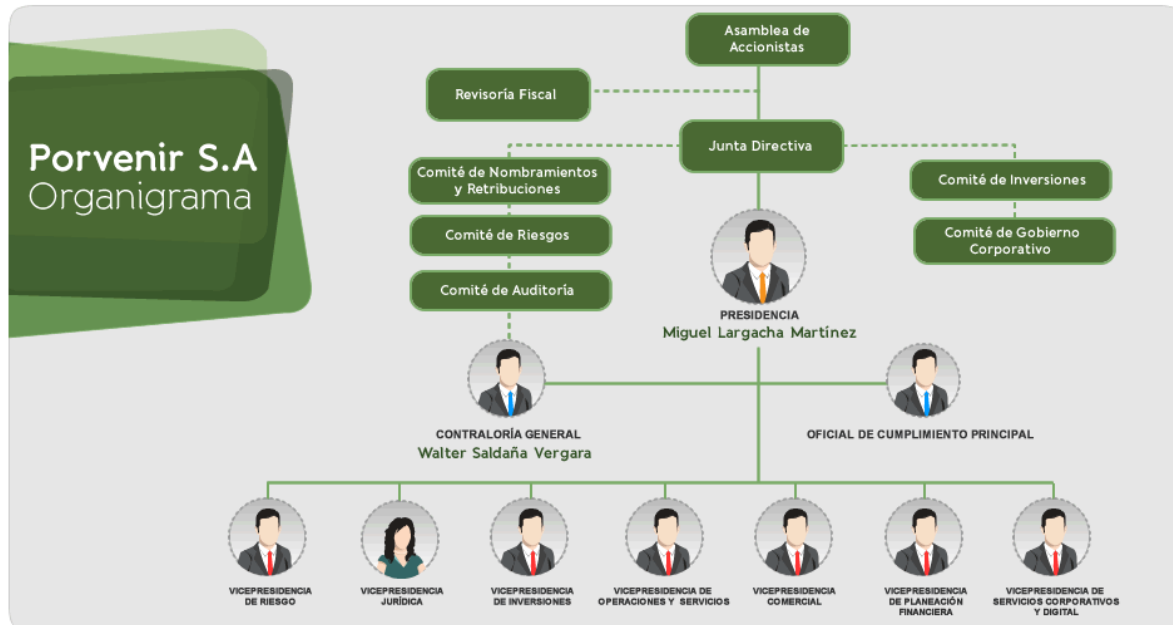 Porvenir S.A
Organigrama
Asamblea de
Accionistas
Revisoría Fiscal
Junta Directiva
Comité de Nombramientos
y Retribuciones
Comité de Riesgos
Comité de Auditoría
Comité de Inversiones
Comité de Gobierno
Corporativo
PRESIDENCIA
Miguel Largacha Martínez
CONTRALORÍA GENERAL
Walter Saldaña Vergara
OFICIAL DE CUMPLIMIENTO PRINCIPAL
VICEPRESIDENCIA
DE RIESGO
VICEPRESIDENCIA
JURÍDICA
VICEPRESIDENCIA
DE INVERSIONES
VICEPRESIDENCIA DE
OPERACIONES Y SERVICIOS
VICEPRESIDENCIA
COMERCIAL
VICEPRESIDENCIA
DE PLANEACIÓN
FINANCIERA
VICEPRESIDENCIA DE
SERVICIOS CORPORATIVOS
Y DIGITAL